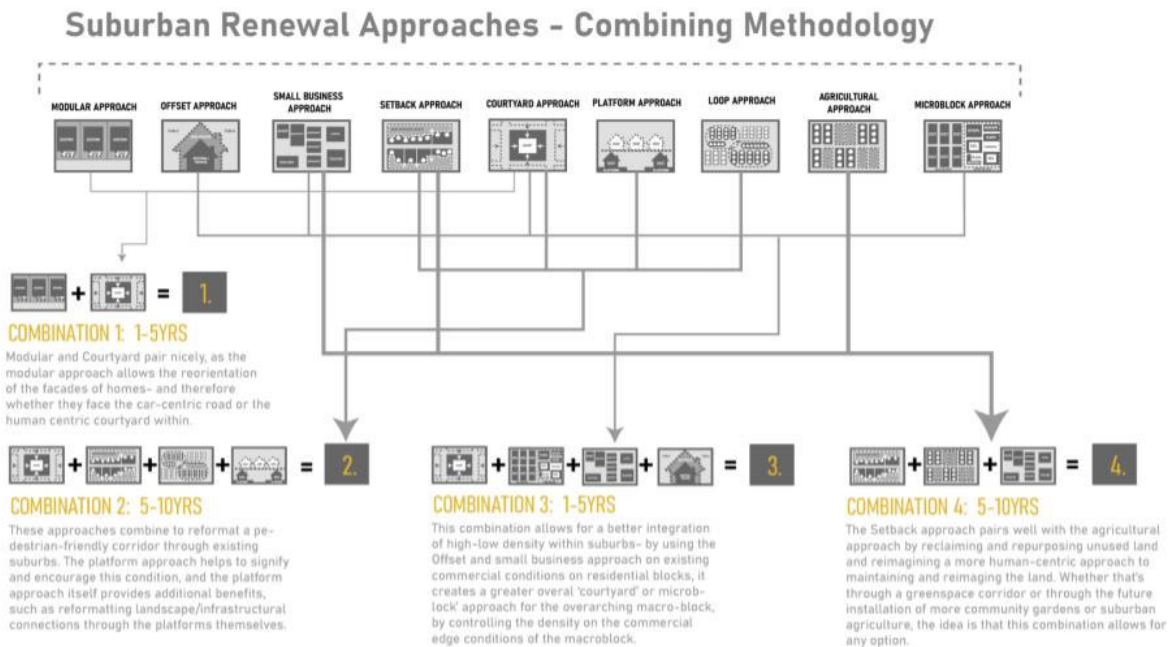 Suburban Renewal Approaches - Combining Methodology
MODULAR APPROACH
OFFSET APPROACH
SMALL BUSINESS
APPROACH
SETBACK APPROACH
COURTYARD APPROACH
PLATFORM APPROACH
LOOP APPROACH
AGRICULTURAL
APPROACH
MICROBLOCK APPROACH
+ = 1.
COMBINATION 1: 1-5YRS
Modular and Courtyard pair nicely, as the
modular approach allows the reorientation
of the facades of homes- and therefore
whether they face the car-centric road or the
human centric courtyard within.
+ + + = 2.
COMBINATION 2: 5-10YRS
These approaches combine to reformat a pe-
destrian-friendly corridor through existing
suburbs. The platform approach helps to signify
and encourage this condition, and the platform
approach itself provides additional benefits,
such as reformatting landscape/infrastructural
connections through the platforms themselves.
+ + + = 3.
COMBINATION 3: 1-5YRS
This combination allows for a better integration
of high-low density within suburbs- by using the
Offset and small business approach on existing
commercial conditions on residential blocks, it
creates a greater overal 'courtyard' or microb-
lock' approach for the overarching macro-block,
by controlling the density on the commercial
edge conditions of the macroblock.
+ + = 4.
COMBINATION 4: 5-10YRS
The Setback approach pairs well with the agricultural
approach by reclaiming and repurposing unused land
and reimagining a more human-centric approach to
maintaining and reimaging the land. Whether that's
through a greenspace corridor or through the future
installation of more community gardens or suburban
agriculture, the idea is that this combination allows for
any option.